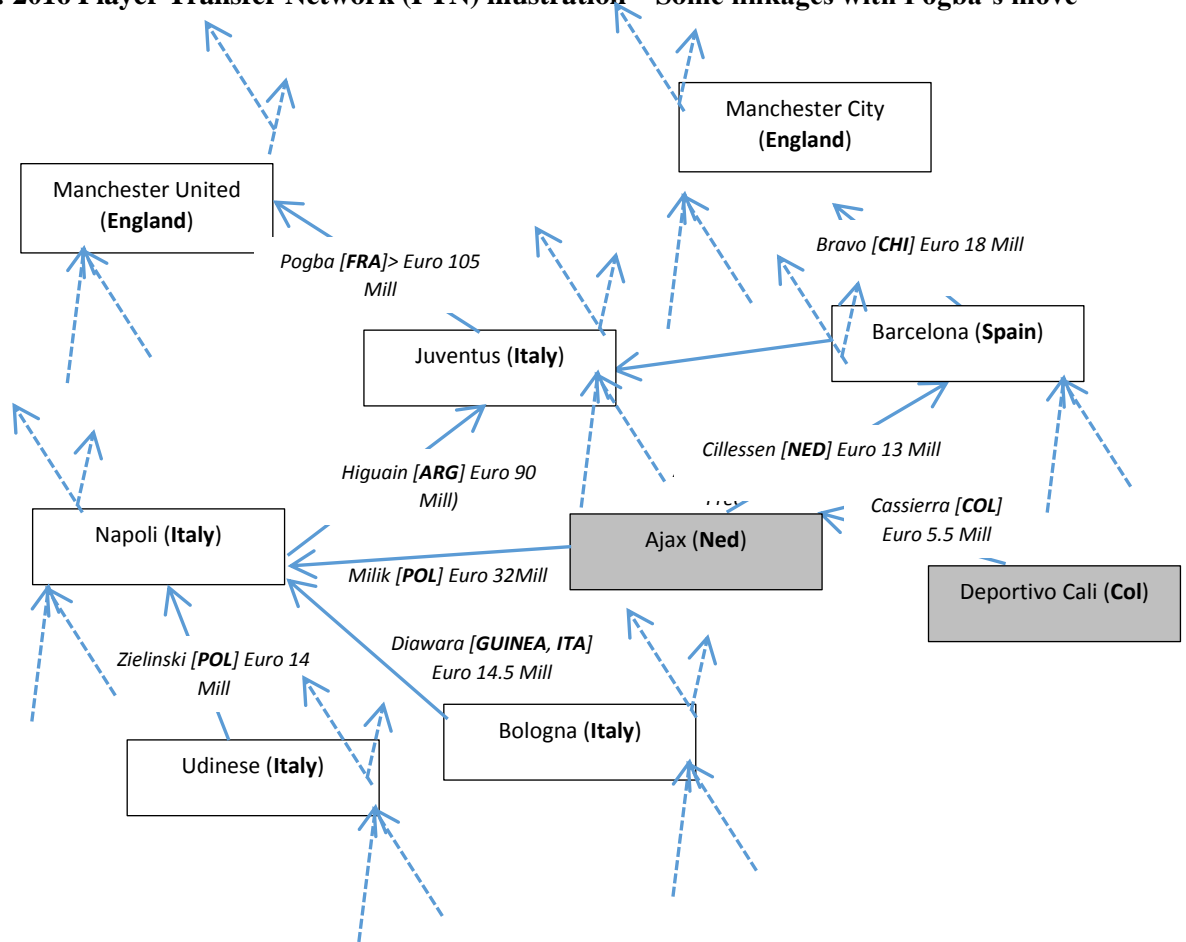 2016 Player Transfer Network (PTN) illustration – Some linkages with Pogba's move
Manchester City
(England)
Manchester United
(England)
Bravo [CHI] Euro 18 Mill
Pogba [FRA]> Euro 105
Mill
Barcelona (Spain)
Juventus (Italy)
Cillessen [NED] Euro 13 Mill
Higuain [ARG] Euro 90
Mill)
Cassierra [COL]
Euro 5.5 Mill
Napoli (Italy)
Ajax (Ned)
Milik [POL] Euro 32Mill
Deportivo Cali (Col)
Diawara [GUINEA, ITA]
Euro 14.5 Mill
Zielinski [POL] Euro 14
Mill
Bologna (Italy)
Udinese (Italy)